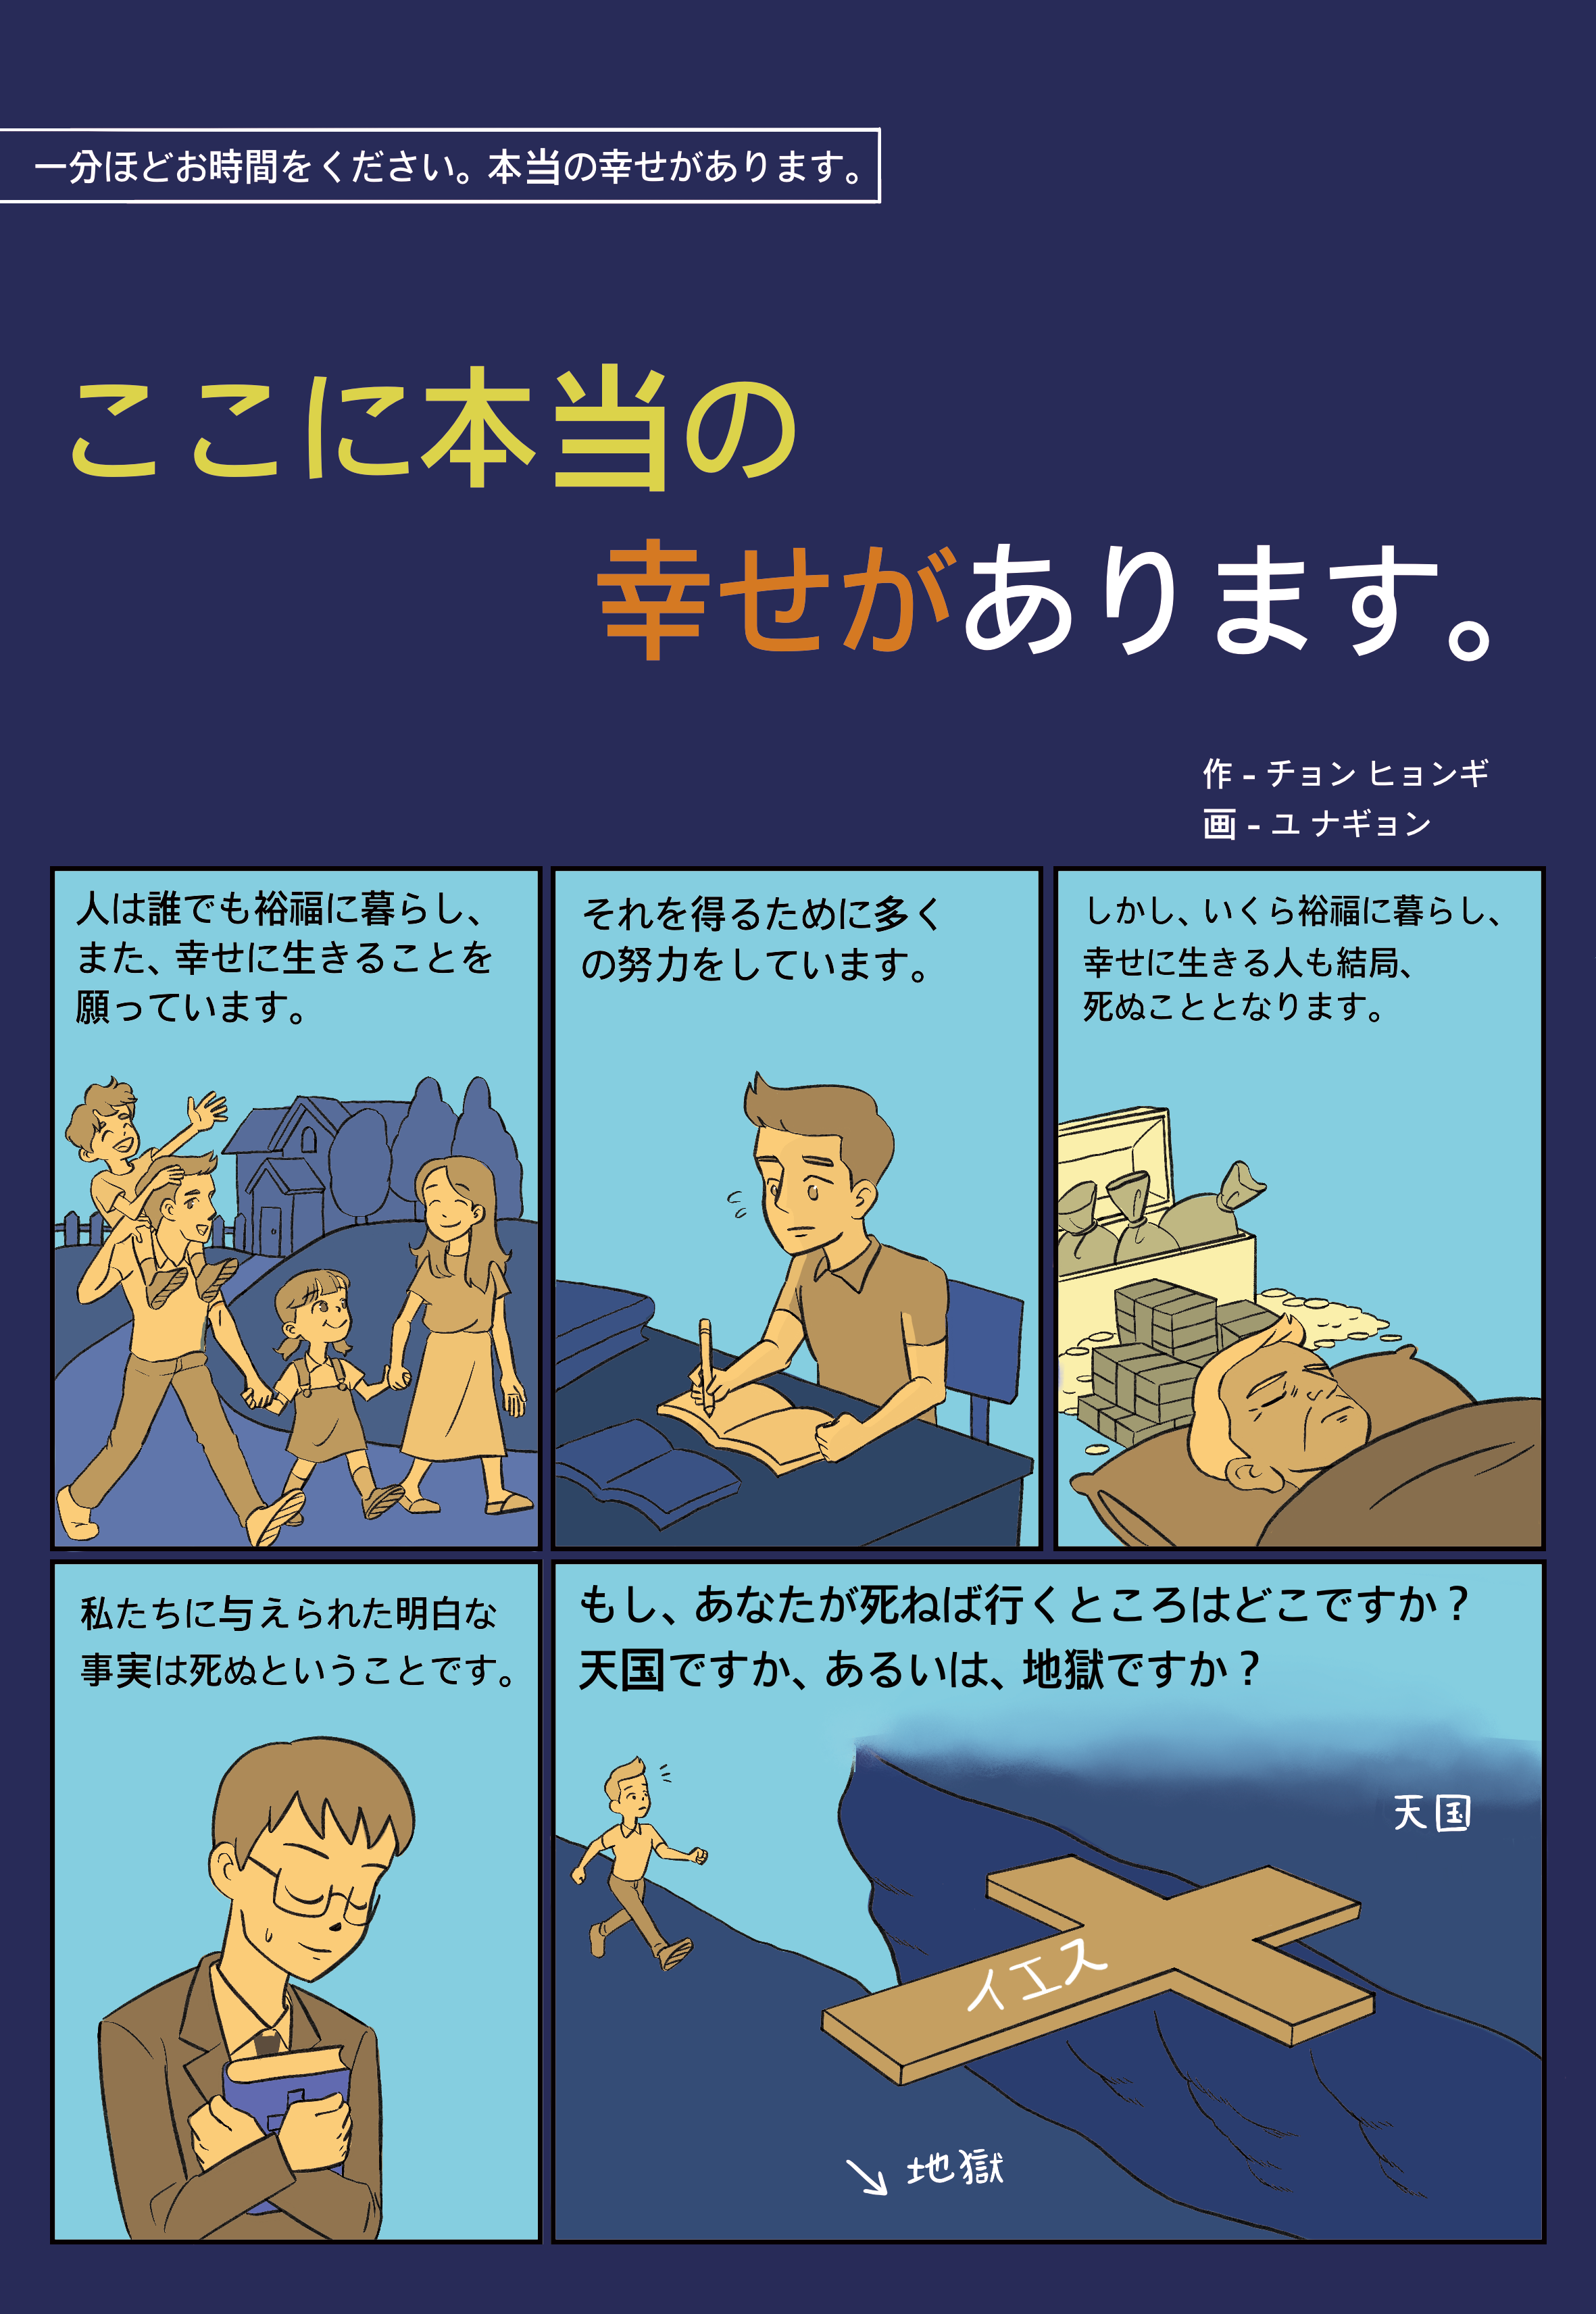 一分ほどお時間をください。本当の幸せがあります。
ここに本当の
幸せがあります。
作 - チョン ヒョンギ
画 - ユ ナギョン
人は誰でも裕福に暮らし、
また、幸せに生きることを
願っています。
それを得るために多く
の努力をしています。
しかし、いくら裕福に暮らし、
幸せに生きる人も結局、
死ぬこととなります。
私たちに与えられた明白な
事実は死ぬということです。
もし、あなたが死ねば行くところはどこですか？
天国ですか、あるいは、地獄ですか？
天国
イエス
地獄